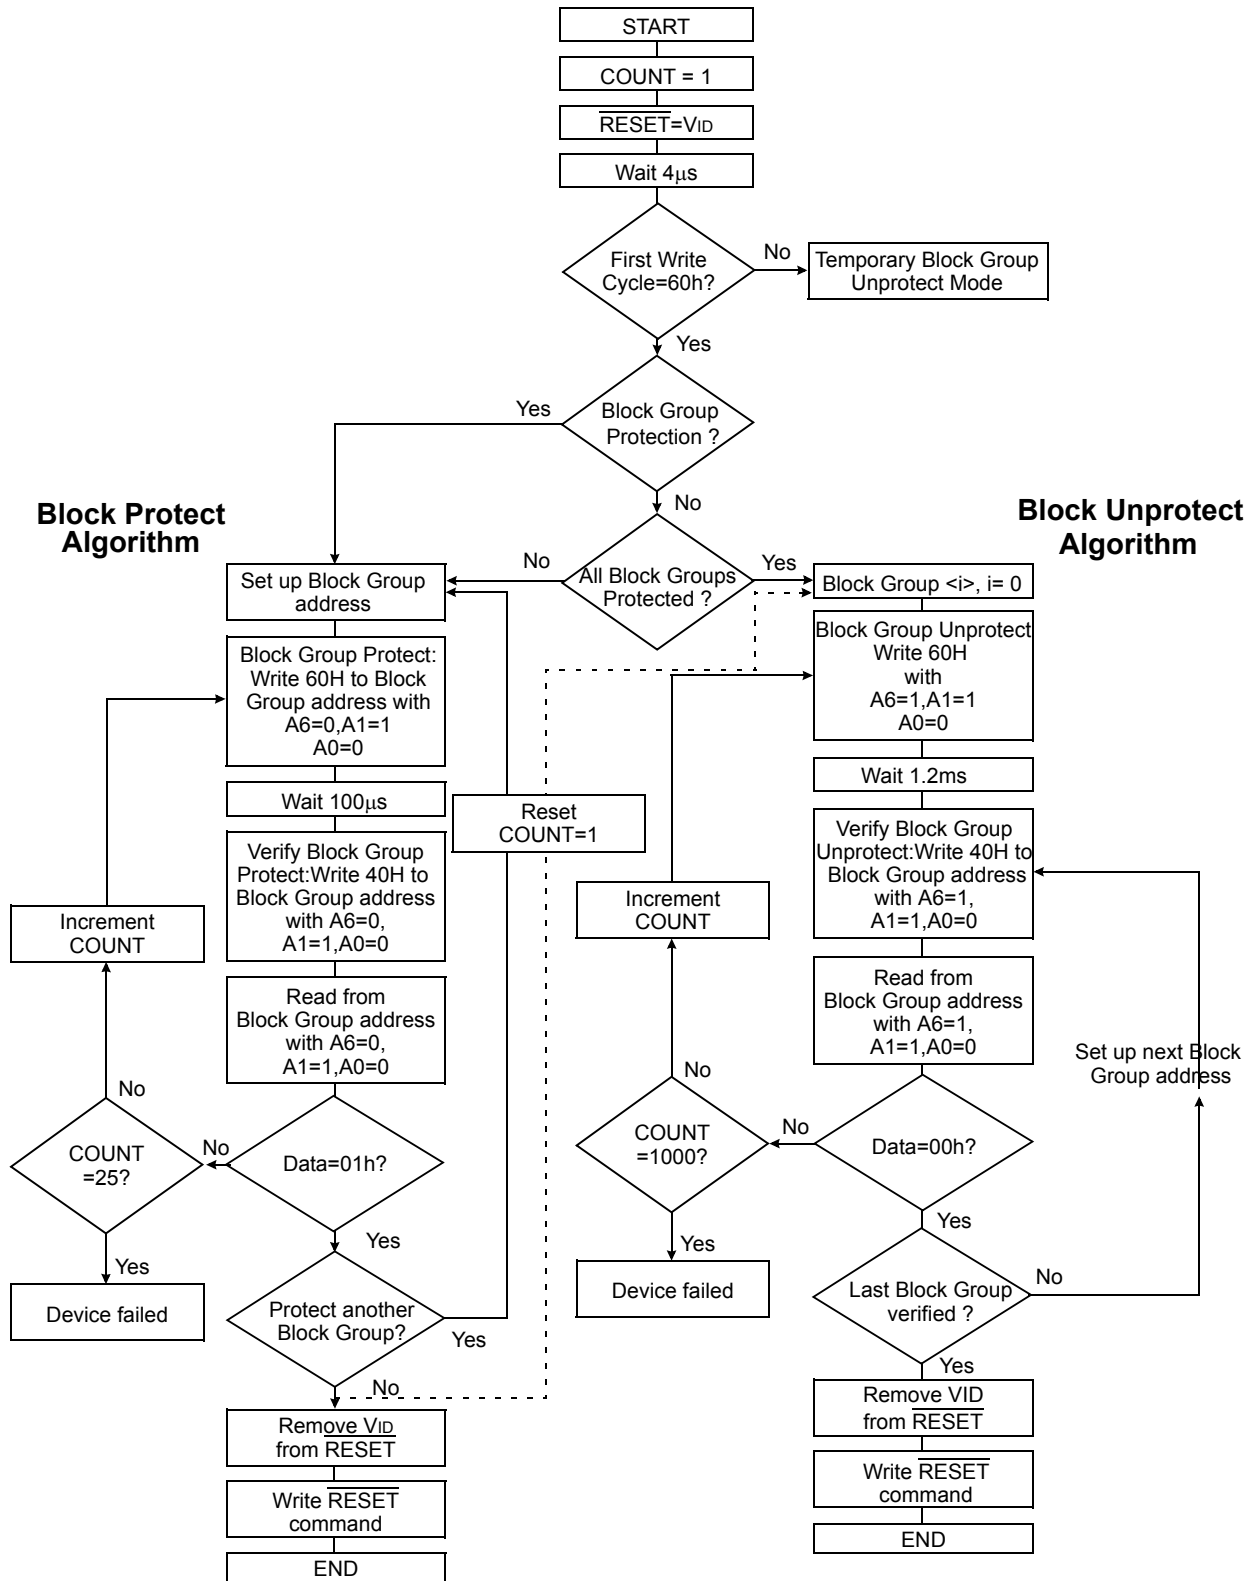 START
COUNT = 1
RESET=VID
Wait 4μs
First Write
Cycle=60h?
No
Temporary Block Group
Unprotect Mode
Yes
Block Group
Protection ?
Yes
No
Block Protect
Algorithm
Block Unprotect
Algorithm
All Block Groups
Protected ?
No
Yes
Set up Block Group
address
Block Group Protect:
Write 60H to Block
Group address with
A6=0,A1=1
A0=0
Wait 100μs
Reset
COUNT=1
Verify Block Group
Protect:Write 40H to
Block Group address
with A6=0,
A1=1,A0=0
Increment
COUNT
Read from
Block Group address
with A6=0,
A1=1,A0=0
No
COUNT
=25?
No
Data=01h?
Yes
Yes
Device failed
Protect another
Block Group?
Yes
No
Remove VID
from RESET
Write RESET
command
END
Block Group <i>, i= 0
Block Group Unprotect
Write 60H
with
A6=1,A1=1
A0=0
Wait 1.2ms
Verify Block Group
Unprotect:Write 40H to
Block Group address
with A6=1,
A1=1,A0=0
Increment
COUNT
Read from
Block Group address
with A6=1,
A1=1,A0=0
Set up next Block
Group address
No
COUNT
=1000?
No
Data=00h?
Yes
Yes
Device failed
Last Block Group
verified ?
No
Yes
Remove VID
from RESET
Write RESET
command
END